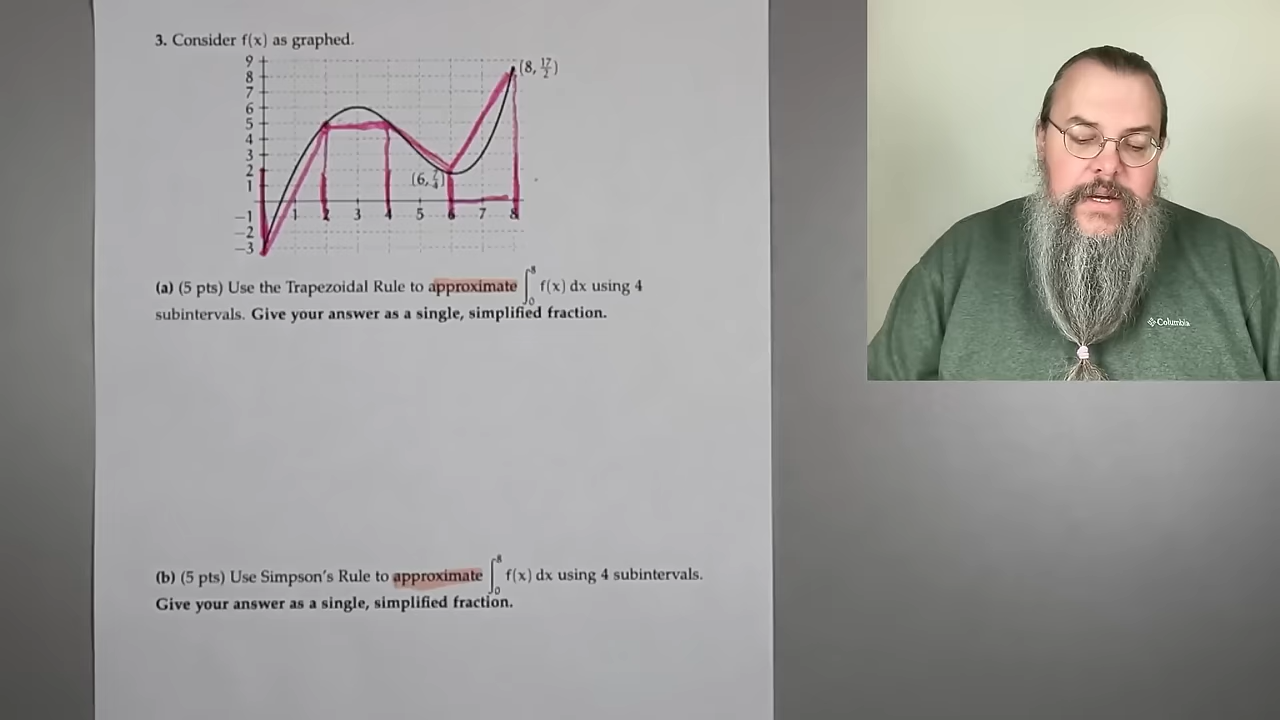 3. Consider f(x) as graphed.
9
8
7
6
5
4
3
2
1
−1
−2
−3
1 2 3 4 5 6 7 8
(8, 17/2)
(6, 7/4)
(a) (5 pts) Use the Trapezoidal Rule to approximate ∫₀⁸ f(x) dx using 4
subintervals. Give your answer as a single, simplified fraction.
(b) (5 pts) Use Simpson's Rule to approximate ∫₀⁸ f(x) dx using 4 subintervals.
Give your answer as a single, simplified fraction.
Columbia